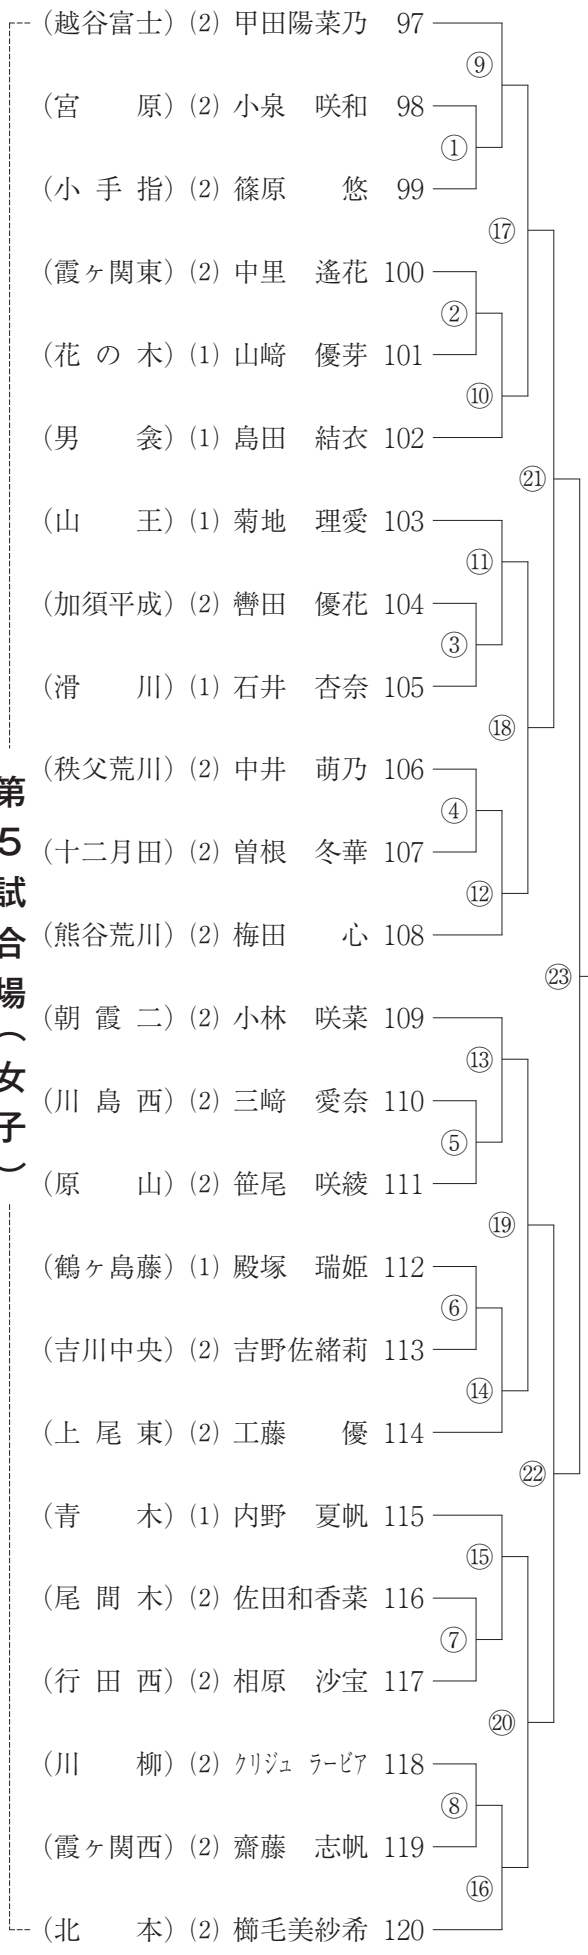 (越谷富士) (2) 甲田陽菜乃 97
⑨
(宮 原) (2) 小泉 咲和 98
①
(小 手 指) (2) 篠原 悠 99
⑰
(霞ヶ関東) (2) 中里 遙花 100
②
(花 の 木) (1) 山﨑 優芽 101
⑩
(男 衾) (1) 島田 結衣 102
㉑
(山 王) (1) 菊地 理愛 103
⑪
(加須平成) (2) 轡田 優花 104
③
(滑 川) (1) 石井 杏奈 105
⑱
(秩父荒川) (2) 中井 萌乃 106
④
(十二月田) (2) 曽根 冬華 107
⑫
(熊谷荒川) (2) 梅田 心 108
㉓
第5試合場(女子)
(朝 霞 二) (2) 小林 咲菜 109
⑬
(川 島 西) (2) 三﨑 愛奈 110
⑤
(原 山) (2) 笹尾 咲綾 111
⑲
(鶴ヶ島藤) (1) 殿塚 瑞姫 112
⑥
(吉川中央) (2) 吉野佐緒莉 113
⑭
(上 尾 東) (2) 工藤 優 114
㉒
(青 木) (1) 内野 夏帆 115
⑮
(尾 間 木) (2) 佐田和香菜 116
⑦
(行 田 西) (2) 相原 沙宝 117
⑳
(川 柳) (2) クリジュ ラービア 118
⑧
(霞ヶ関西) (2) 齋藤 志帆 119
⑯
(北 本) (2) 櫛毛美紗希 120